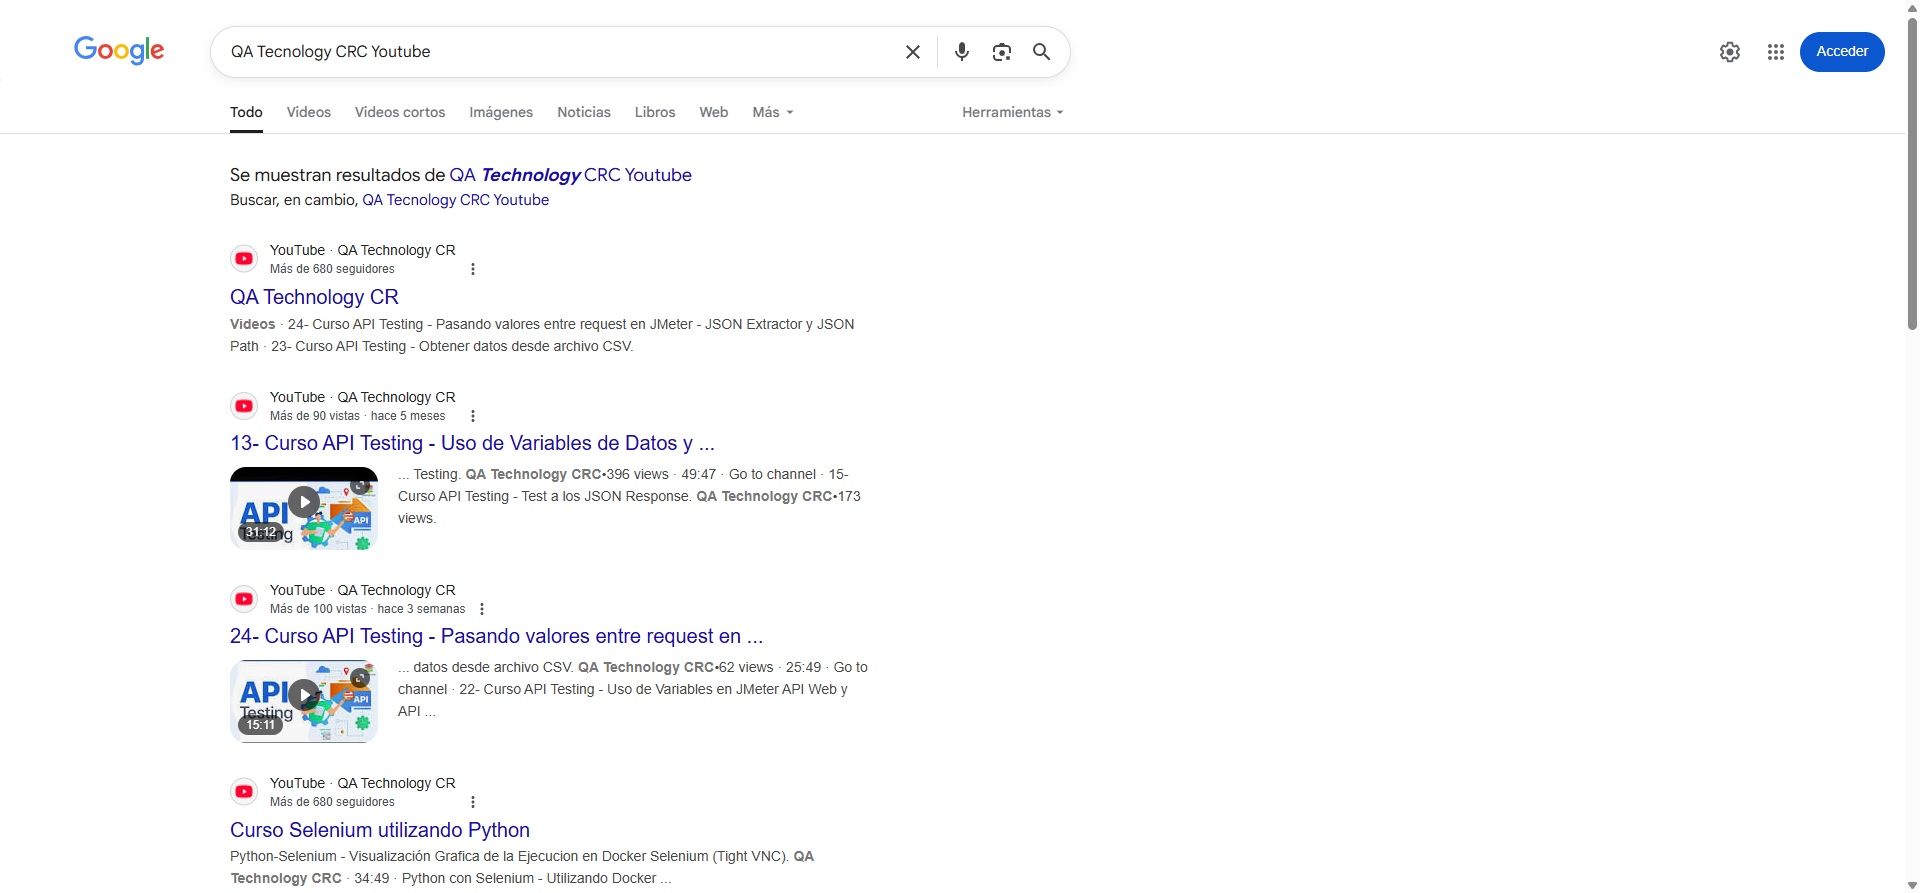 Google
QA Tecnology CRC Youtube
Acceder
Todo Videos Videos cortos Imágenes Noticias Libros Web Más Herramientas
Se muestran resultados de QA Technology CRC Youtube
Buscar, en cambio, QA Tecnology CRC Youtube
YouTube · QA Technology CR
Más de 680 seguidores
QA Technology CR
Videos · 24- Curso API Testing - Pasando valores entre request en JMeter - JSON Extractor y JSON
Path · 23- Curso API Testing - Obtener datos desde archivo CSV.
YouTube · QA Technology CR
Más de 90 vistas · hace 5 meses
13- Curso API Testing - Uso de Variables de Datos y ...
API
Testing
API
31:12
... Testing. QA Technology CRC•396 views · 49:47 · Go to channel · 15-
Curso API Testing - Test a los JSON Response. QA Technology CRC•173
views.
YouTube · QA Technology CR
Más de 100 vistas · hace 3 semanas
24- Curso API Testing - Pasando valores entre request en ...
API
Testing
API
15:11
... datos desde archivo CSV. QA Technology CRC•62 views · 25:49 · Go to
channel · 22- Curso API Testing - Uso de Variables en JMeter API Web y
API ...
YouTube · QA Technology CR
Más de 680 seguidores
Curso Selenium utilizando Python
Python-Selenium - Visualización Grafica de la Ejecucion en Docker Selenium (Tight VNC). QA
Technology CRC · 34:49 · Python con Selenium - Utilizando Docker ...